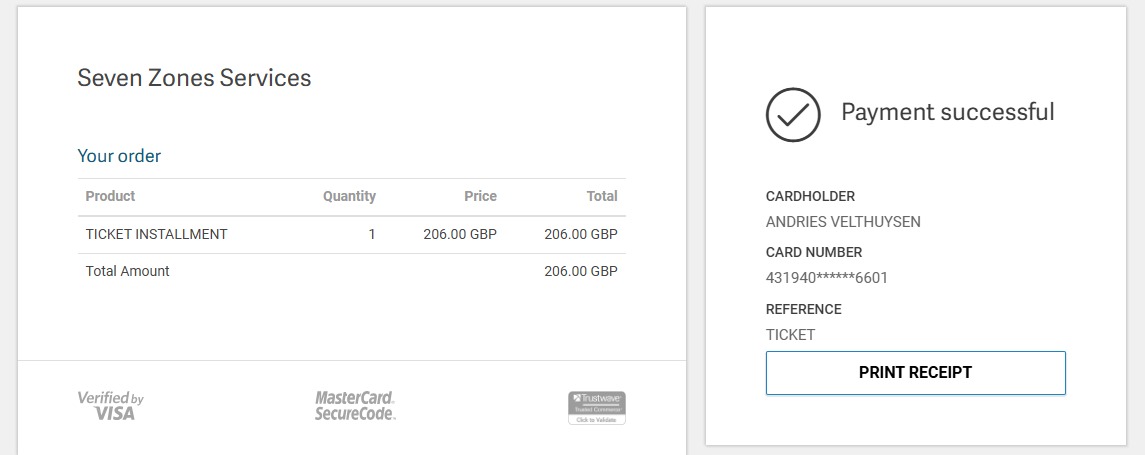 Seven Zones Services
Your order
Product Quantity Price Total
TICKET INSTALLMENT 1 206.00 GBP 206.00 GBP
Total Amount 206.00 GBP
Verified by
VISA
MasterCard.
SecureCode.
Trustwave
Trusted Commerce
Click to Validate
Payment successful
CARDHOLDER
ANDRIES VELTHUYSEN
CARD NUMBER
431940******6601
REFERENCE
TICKET
PRINT RECEIPT